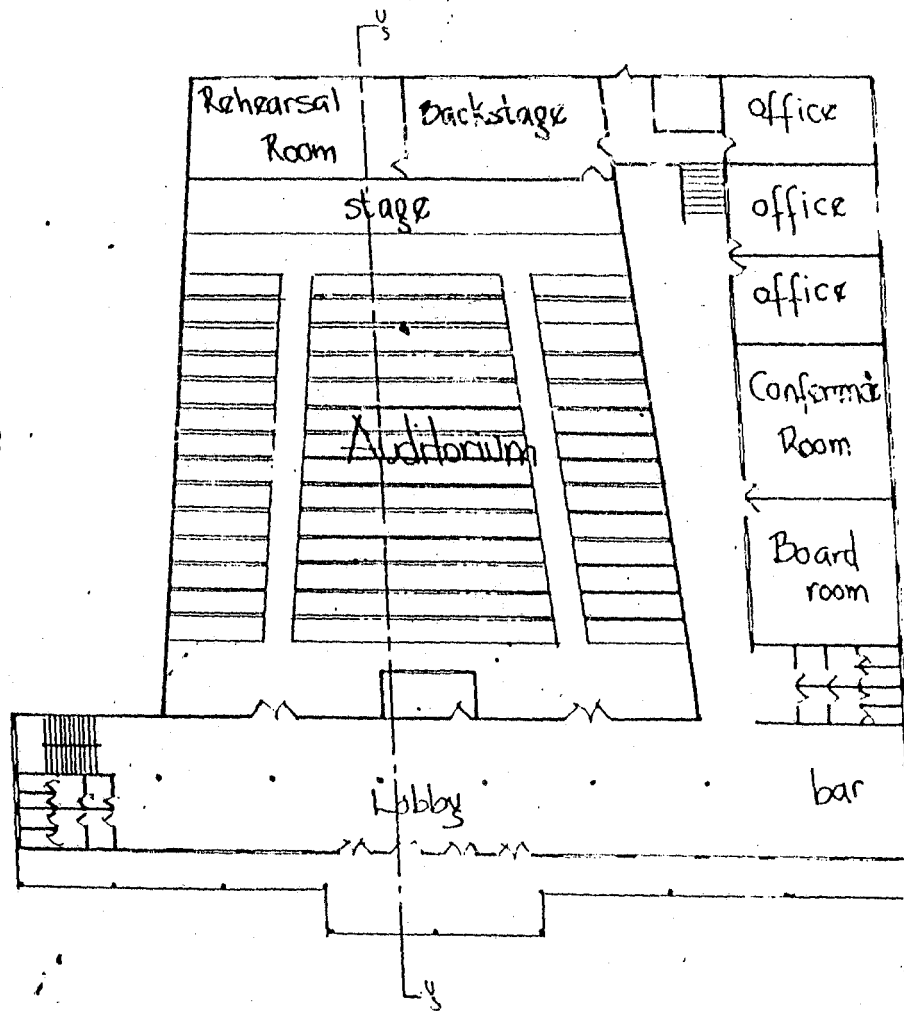 Rehearsal
Room
Backstage
office
stage
office
office
Auditorium
Room
Board
room
Lobby
bar